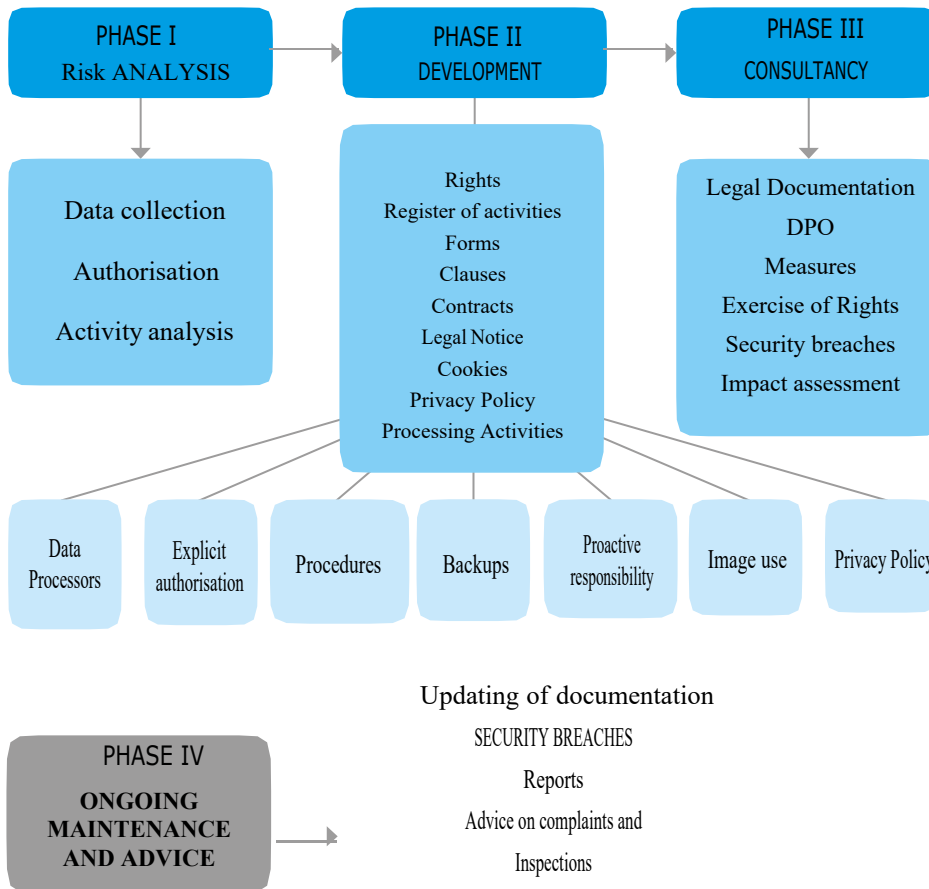 PHASE I
Risk ANALYSIS
PHASE II
DEVELOPMENT
PHASE III
CONSULTANCY
Data collection
Authorisation
Activity analysis
Rights
Register of activities
Forms
Clauses
Contracts
Legal Notice
Cookies
Privacy Policy
Processing Activities
Legal Documentation
DPO
Measures
Exercise of Rights
Security breaches
Impact assessment
Data
Processors
Explicit
authorisation
Procedures
Backups
Proactive
responsibility
Image use
Privacy Policy
PHASE IV
ONGOING
MAINTENANCE
AND ADVICE
Updating of documentation
SECURITY BREACHES
Reports
Advice on complaints and
Inspections